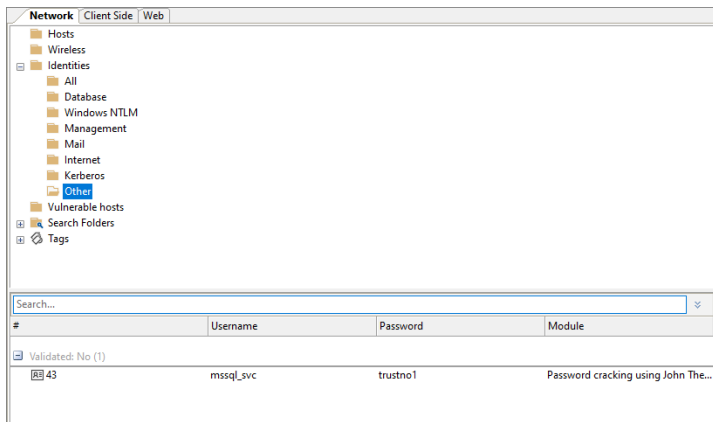 Network Client Side Web
Hosts
Wireless
Identities
All
Database
Windows NTLM
Management
Mail
Internet
Kerberos
Other
Vulnerable hosts
Search Folders
Tags
Search...
# Username Password Module
Validated: No (1)
43 mssql_svc trustno1 Password cracking using John The...